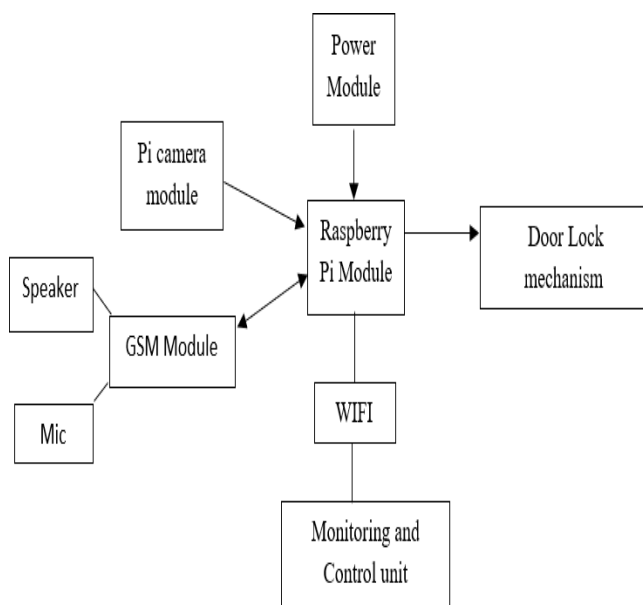 Power
Module
Pi camera
module
Raspberry
Pi Module
Door Lock
mechanism
Speaker
GSM Module
Mic
WIFI
Monitoring and
Control unit